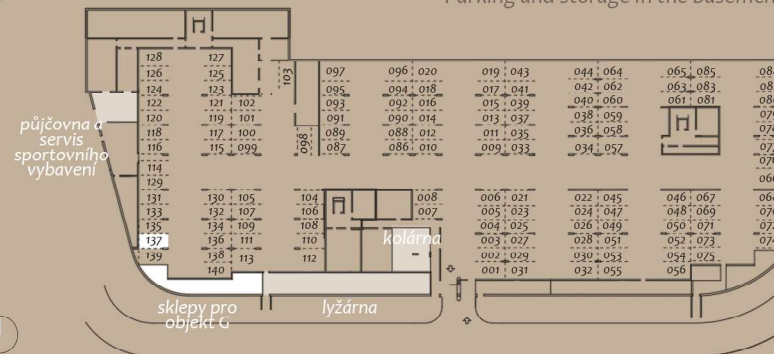 Parking and storage in the basemen
128 127
126 125
124 123
122 121 102
120 119 101
118 117 100
116 115 099
114
129
131 130 105
133 132 107
135 134 109
137 136 111
139 138 113
140
103
098
104
106
108
110
112
097 096 020 019 043 044 064 065 085
095 094 018 017 041 042 062 063 083
093 092 016 015 039 040 060 061 081
091 090 014 013 037 038 059
089 088 012 011 035 036 058
087 086 010 009 033 034 057
008 006 021 022 045 046 067
007 005 023 024 047 048 069
004 025 026 049 050 071
003 027 028 051 052 073
002 029 030 053 054 075
001 031 032 055 056
půjčovna a
servis
sportovního
vybavení
kolárna
sklepy pro
objekt G
lyžárna